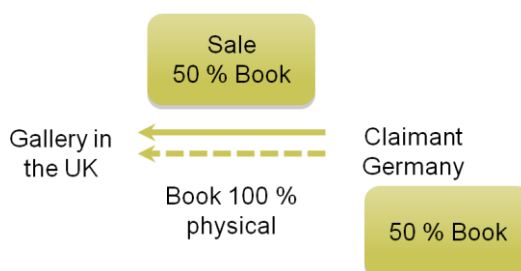 Sale
50 % Book
Gallery in
the UK
Claimant
Germany
Book 100 %
physical
50 % Book